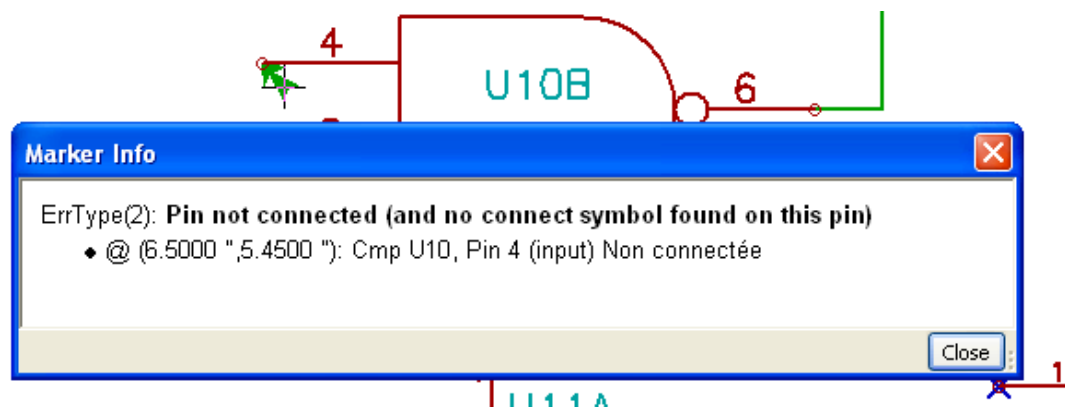 4
U10B
6
Marker Info
ErrType(2): Pin not connected (and no connect symbol found on this pin)
● @ (6.5000 ",5.4500 "): Cmp U10, Pin 4 (input) Non connectée
Close
1
U11A